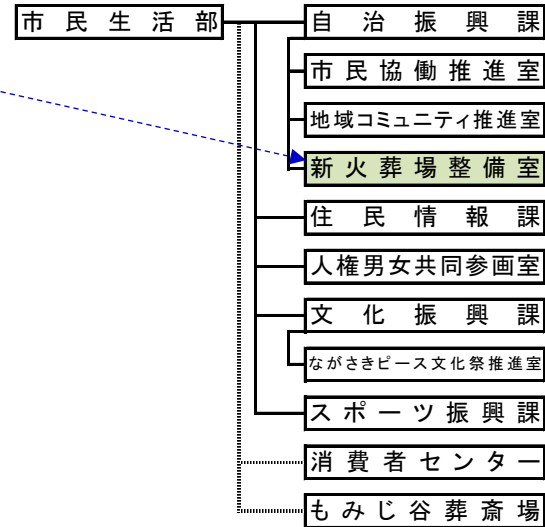 市民生活部
自治振興課
市民協働推進室
地域コミュニティ推進室
新火葬場整備室
住民情報課
人権男女共同参画室
文化振興課
ながさきピース文化祭推進室
スポーツ振興課
消費者センター
もみじ谷葬斎場